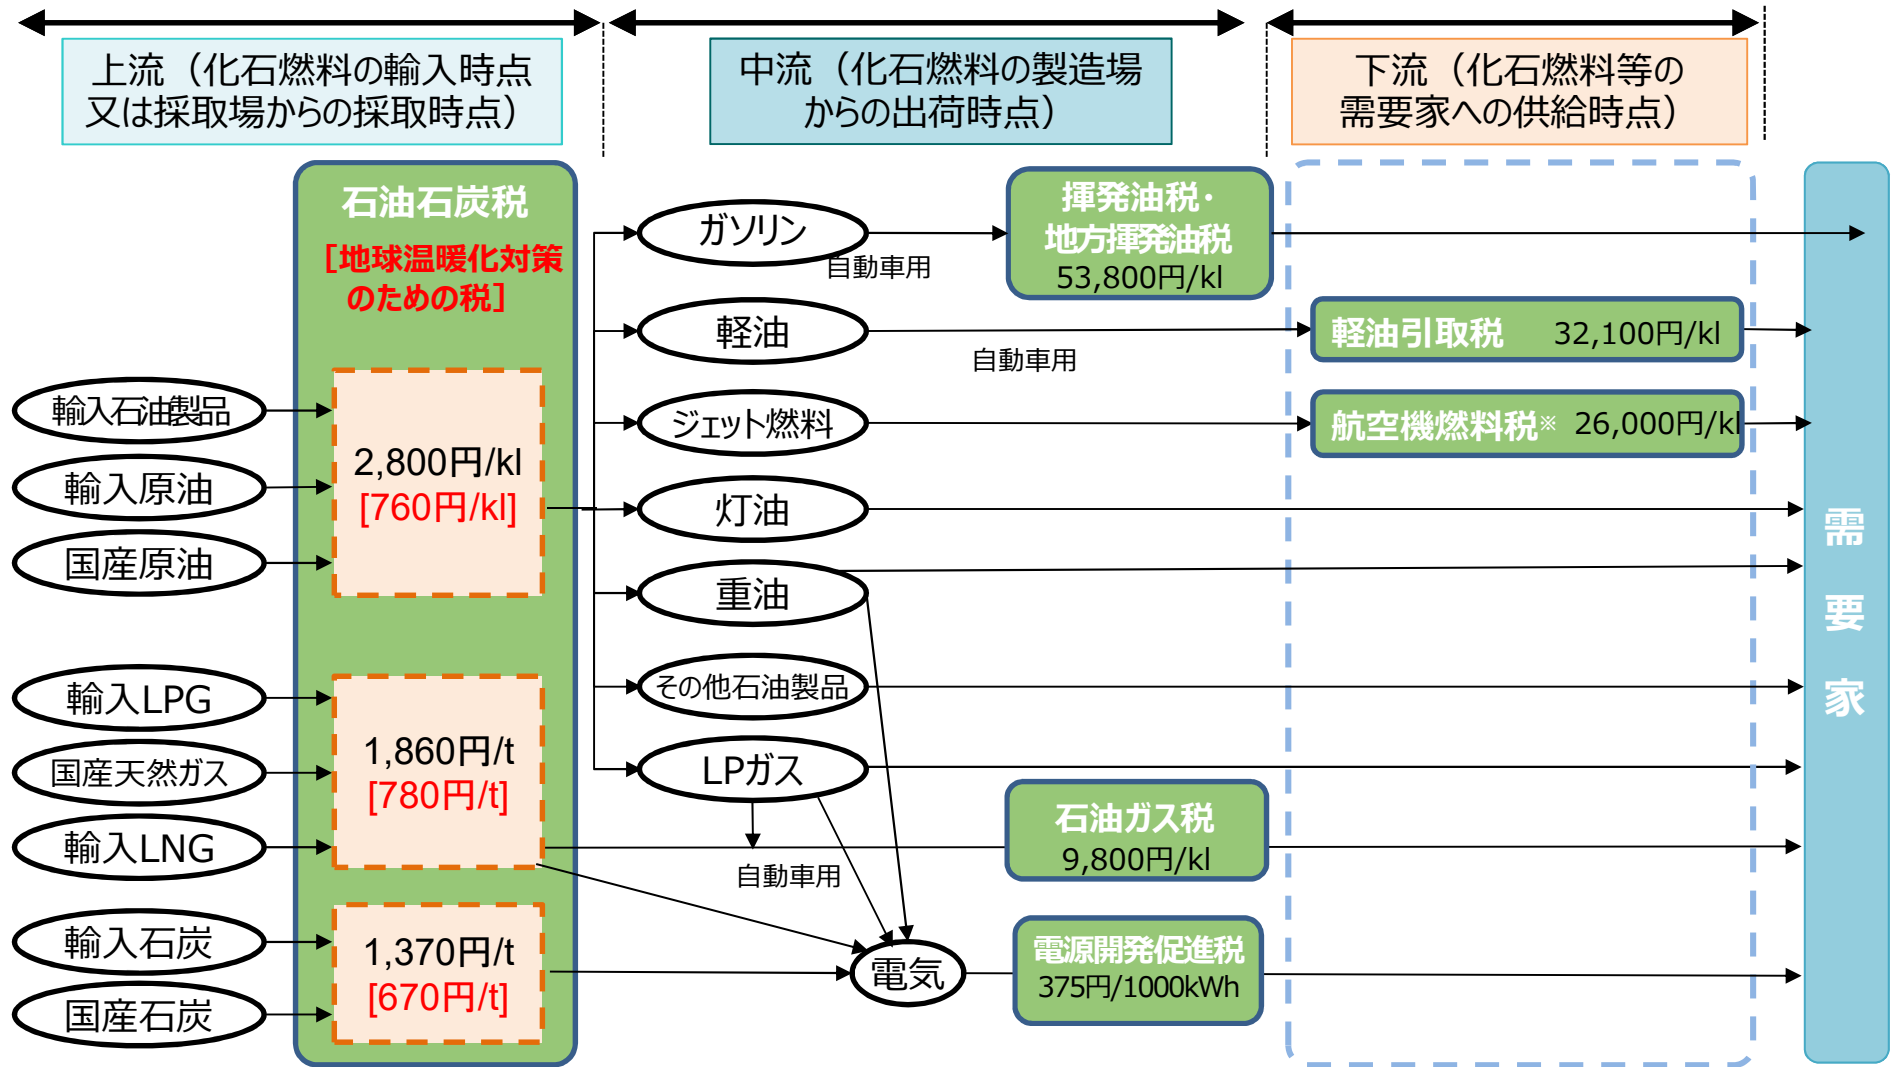 上流（化石燃料の輸入時点
又は採取場からの採取時点）
中流（化石燃料の製造場
からの出荷時点）
下流（化石燃料等の
需要家への供給時点）
石油石炭税
［地球温暖化対策
のための税］
輸入石油製品
輸入原油
国産原油
2,800円/kl
[760円/kl]
輸入LPG
国産天然ガス
輸入LNG
1,860円/t
[780円/t]
輸入石炭
国産石炭
1,370円/t
[670円/t]
ガソリン
自動車用
揮発油税・
地方揮発油税
53,800円/kl
軽油
自動車用
軽油引取税 32,100円/kl
ジェット燃料
航空機燃料税※ 26,000円/kl
灯油
重油
その他石油製品
LPガス
自動車用
石油ガス税
9,800円/kl
電気
電源開発促進税
375円/1000kWh
需
要
家